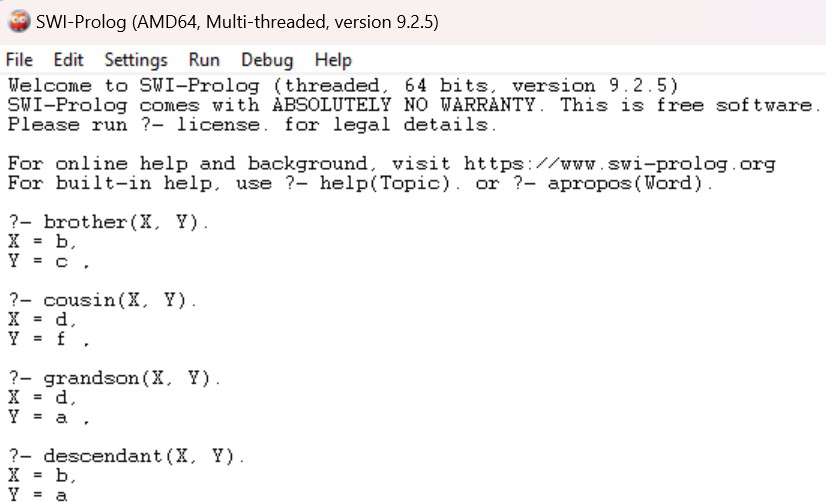 SWI-Prolog (AMD64, Multi-threaded, version 9.2.5)
File Edit Settings Run Debug Help
Welcome to SWI-Prolog (threaded, 64 bits, version 9.2.5)
SWI-Prolog comes with ABSOLUTELY NO WARRANTY. This is free software.
Please run ?- license. for legal details.
For online help and background, visit https://www.swi-prolog.org
For built-in help, use ?- help(Topic). or ?- apropos(Word).
?- brother(X, Y).
X = b,
Y = c .
?- cousin(X, Y).
X = d,
Y = f .
?- grandson(X, Y).
X = d,
Y = a .
?- descendant(X, Y).
X = b,
Y = a